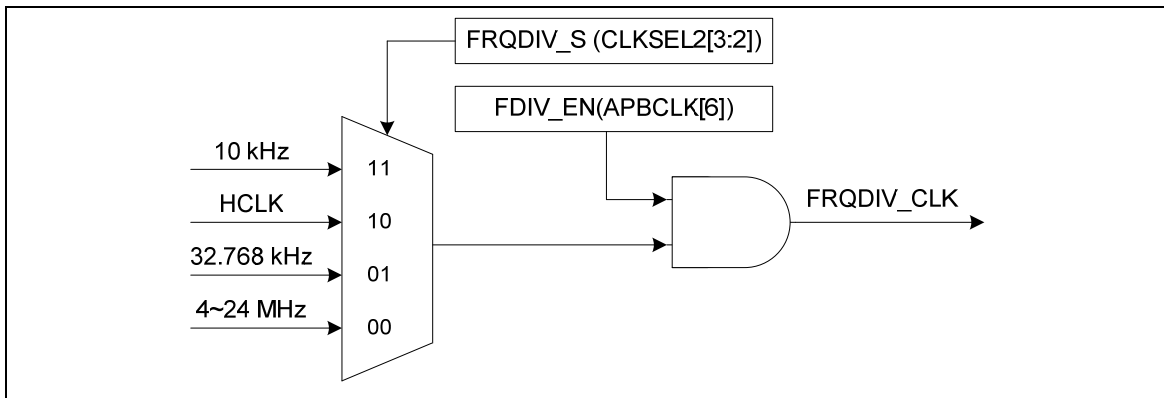 FRQDIV_S (CLKSEL2[3:2])
FDIV_EN(APBCLK[6])
10 kHz
11
HCLK
10
32.768 kHz
01
4~24 MHz
00
FRQDIV_CLK